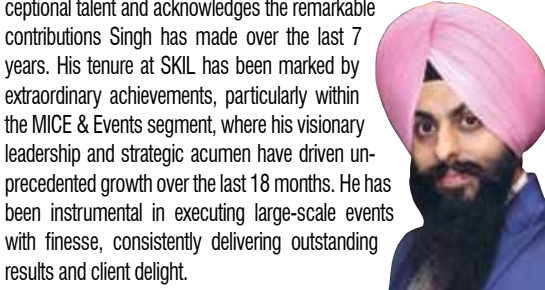 ceptional talent and acknowledges the remarkable
contributions Singh has made over the last 7
years. His tenure at SKIL has been marked by
extraordinary achievements, particularly within
the MICE & Events segment, where his visionary
leadership and strategic acumen have driven un-
precedented growth over the last 18 months. He has
been instrumental in executing large-scale events
with finesse, consistently delivering outstanding
results and client delight.